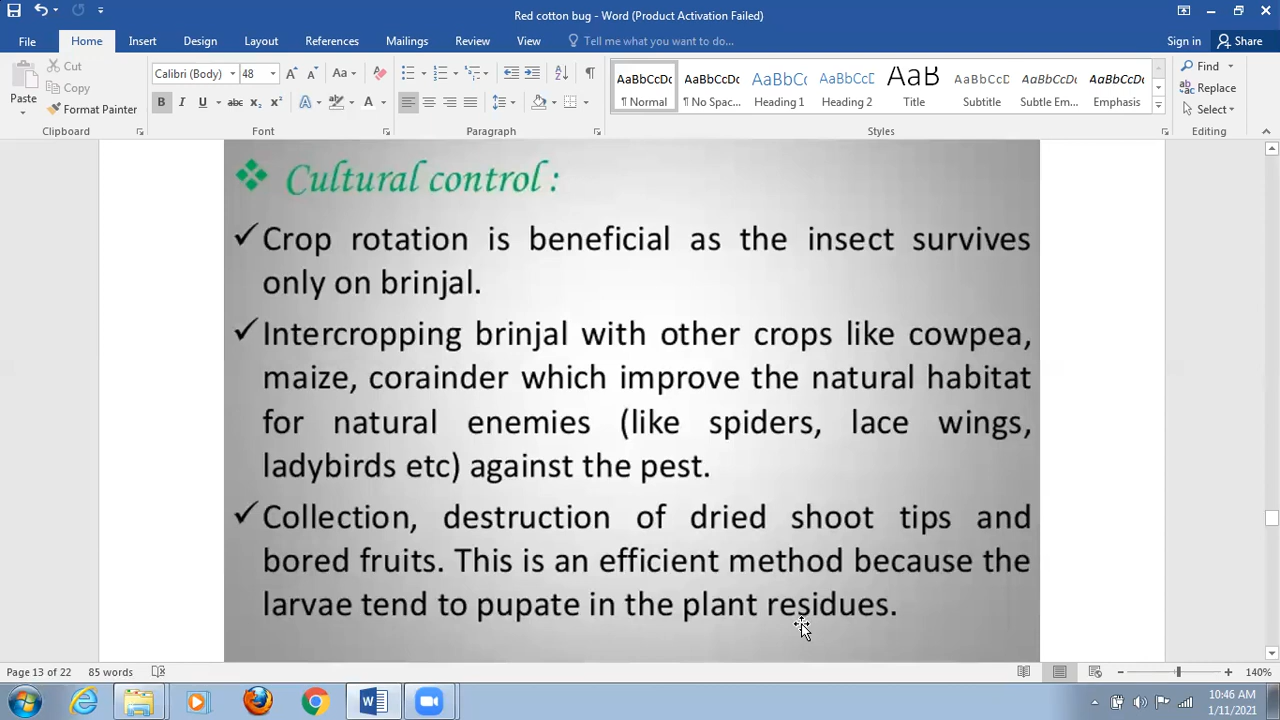 Red cotton bug - Word (Product Activation Failed)
File Home Insert Design Layout References Mailings Review View Tell me what you want to do... Sign in Share
Cut
Copy
Format Painter
Paste
Calibri (Body) 48
Clipboard Font Paragraph Styles Editing
AaBbCcDc AaBbCcDc AaBbCc AaBbCcD AaB AaBbCcD AaBbCcDc AaBbCcDc
¶ Normal ¶ No Spac... Heading 1 Heading 2 Title Subtitle Subtle Em... Emphasis
Find
Replace
Select
Cultural control :
✓Crop rotation is beneficial as the insect survives
only on brinjal.
✓Intercropping brinjal with other crops like cowpea,
maize, corainder which improve the natural habitat
for natural enemies (like spiders, lace wings,
ladybirds etc) against the pest.
✓Collection, destruction of dried shoot tips and
bored fruits. This is an efficient method because the
larvae tend to pupate in the plant residues.
Page 13 of 22 85 words 140%
10:46 AM
1/11/2021